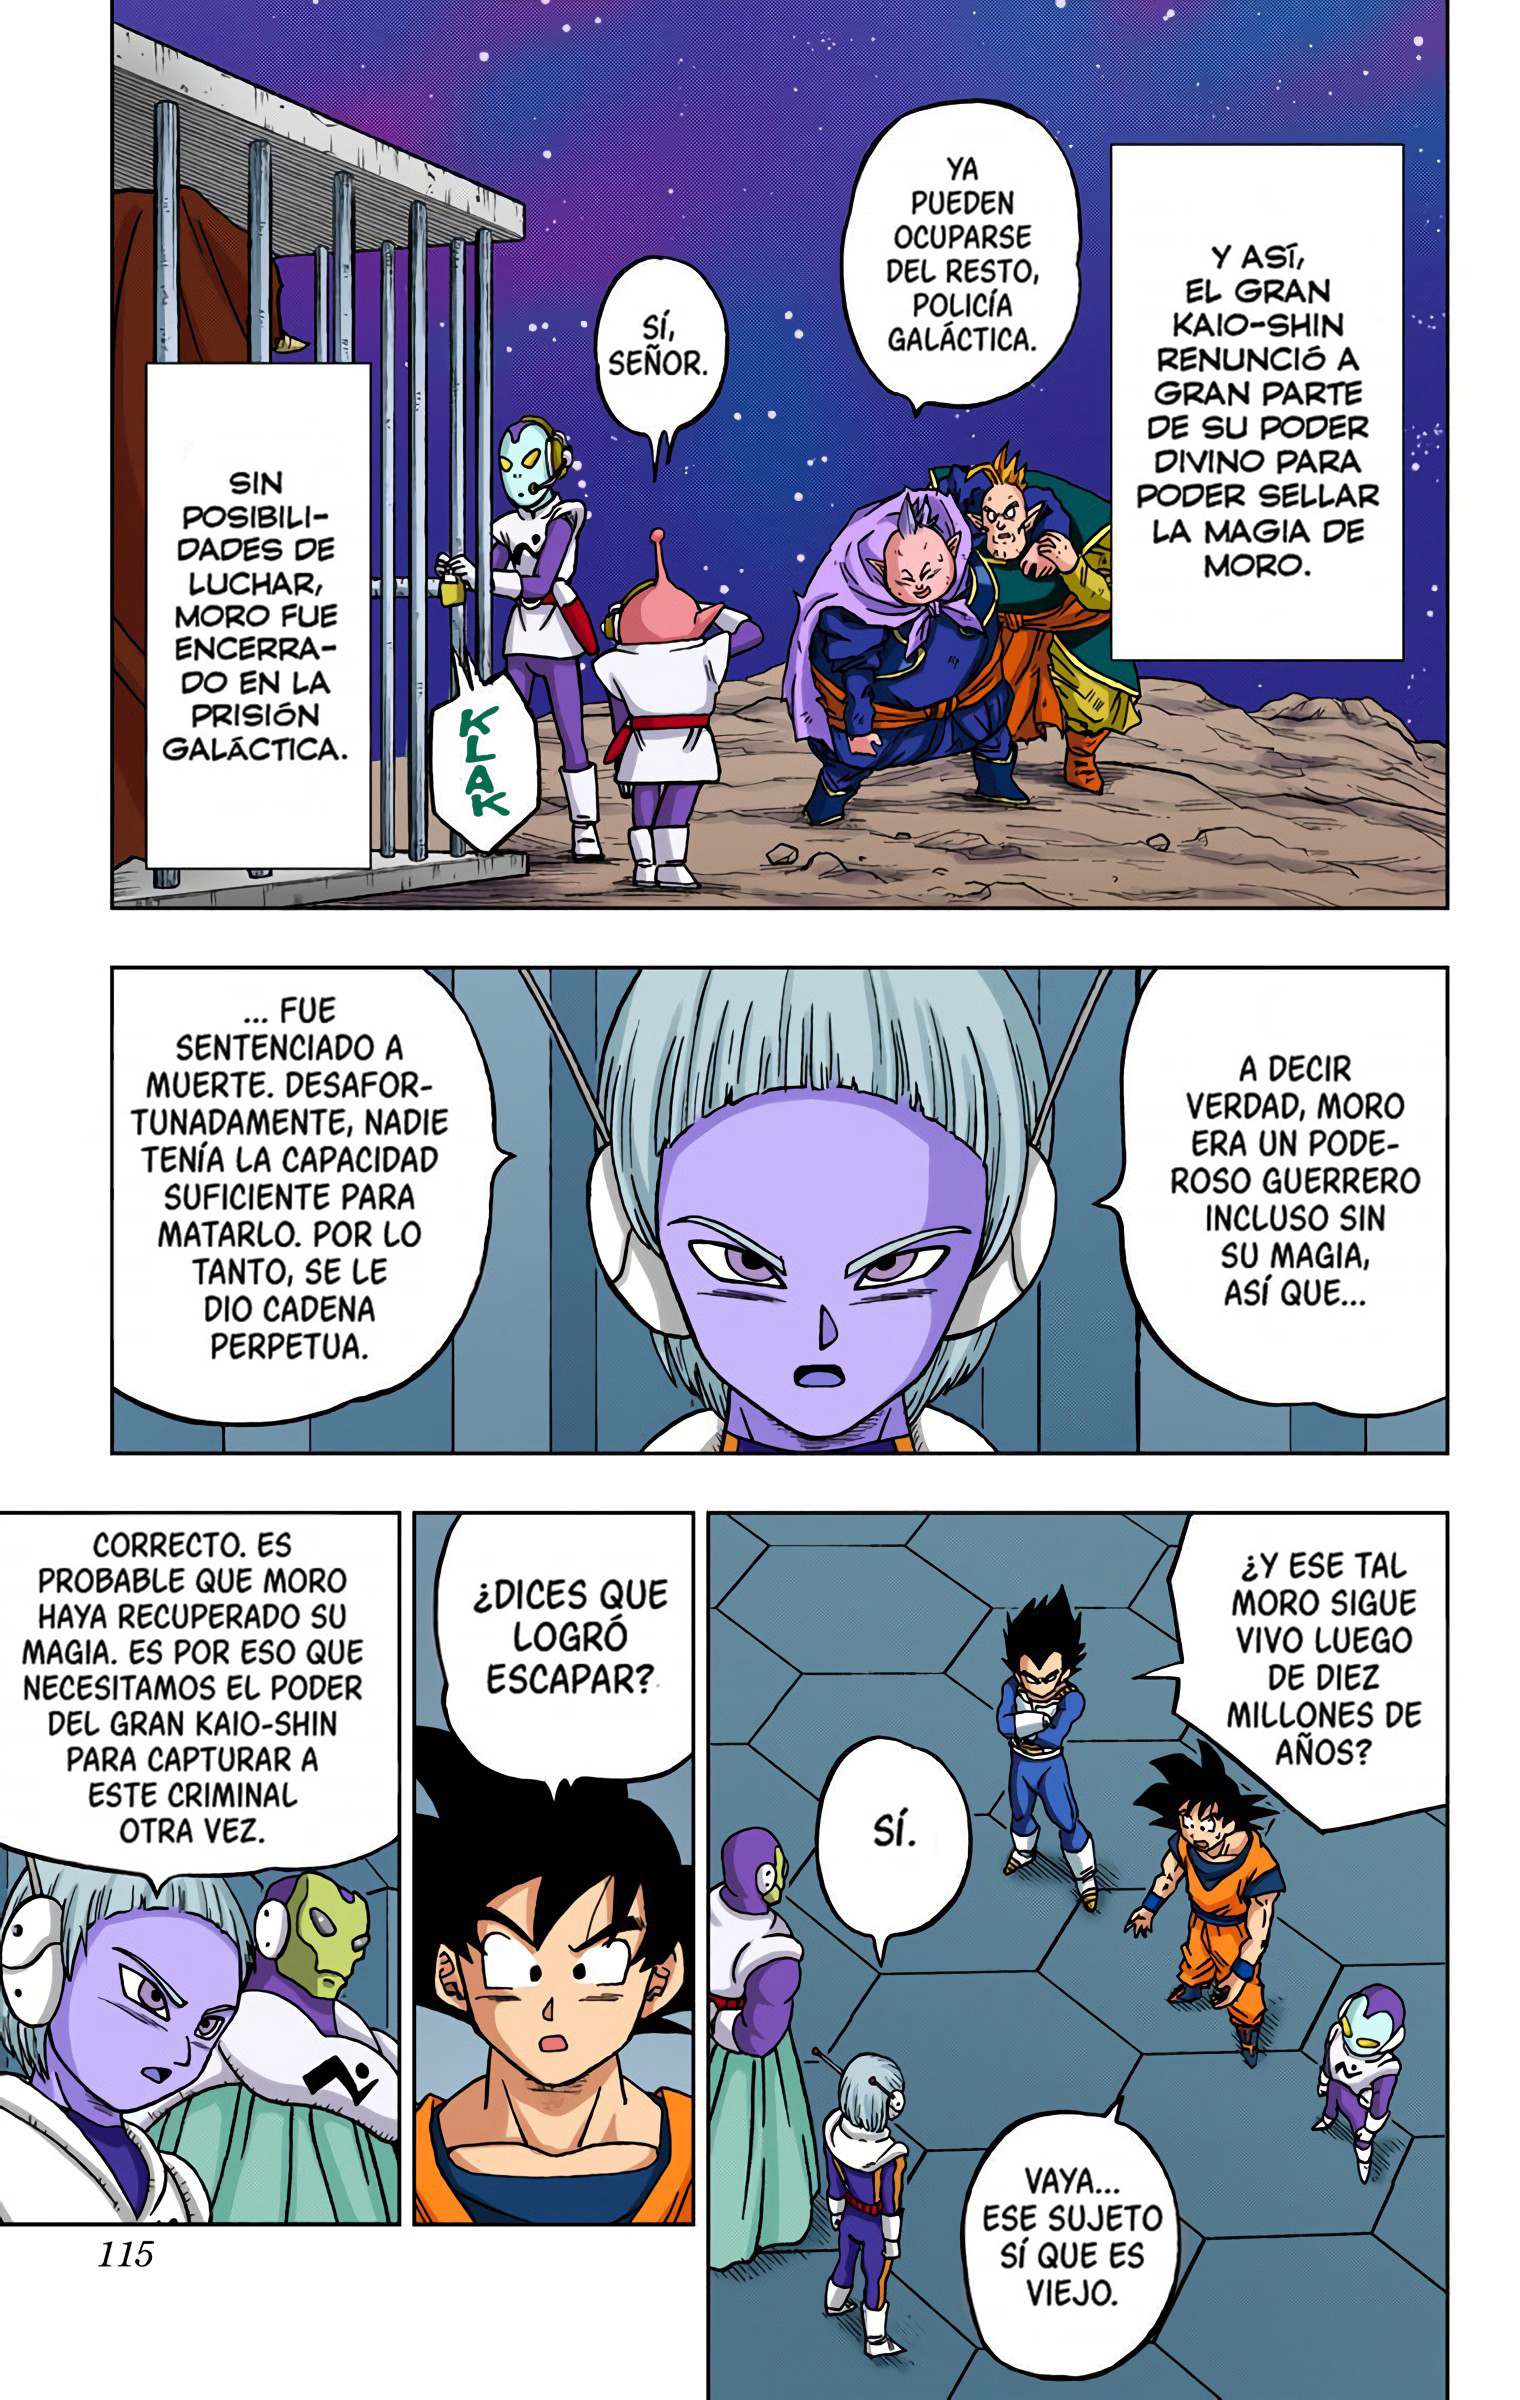 Y ASÍ,
EL GRAN
KAIO-SHIN
RENUNCIÓ A
GRAN PARTE
DE SU PODER
DIVINO PARA
PODER SELLAR
LA MAGIA DE
MORO.
YA
PUEDEN
OCUPARSE
DEL RESTO,
POLICÍA
GALÁCTICA.
SÍ,
SEÑOR.
KLAK
SIN
POSIBILI-
DADES DE
LUCHAR,
MORO FUE
ENCERRA-
DO EN LA
PRISIÓN
GALÁCTICA.
A DECIR
VERDAD, MORO
ERA UN PODE-
ROSO GUERRERO
INCLUSO SIN
SU MAGIA,
ASÍ QUE...
... FUE
SENTENCIADO A
MUERTE. DESAFOR-
TUNADAMENTE, NADIE
TENÍA LA CAPACIDAD
SUFICIENTE PARA
MATARLO. POR LO
TANTO, SE LE
DIO CADENA
PERPETUA.
¿Y ESE TAL
MORO SIGUE
VIVO LUEGO
DE DIEZ
MILLONES DE
AÑOS?
SÍ.
VAYA...
ESE SUJETO
SÍ QUE ES
VIEJO.
¿DICES QUE
LOGRÓ
ESCAPAR?
CORRECTO. ES
PROBABLE QUE MORO
HAYA RECUPERADO SU
MAGIA. ES POR ESO QUE
NECESITAMOS EL PODER
DEL GRAN KAIO-SHIN
PARA CAPTURAR A
ESTE CRIMINAL
OTRA VEZ.
115